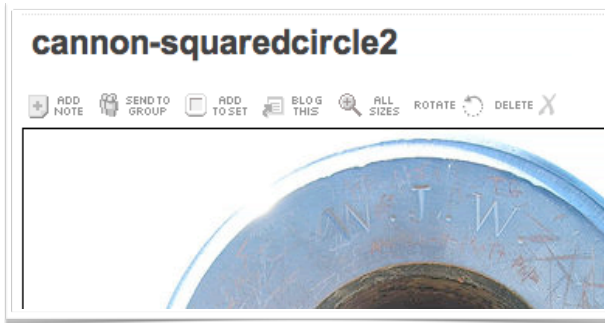 cannon-squaredcircle2
ADD NOTE SEND TO GROUP ADD TO SET BLOG THIS ALL SIZES ROTATE DELETE
W. J. W